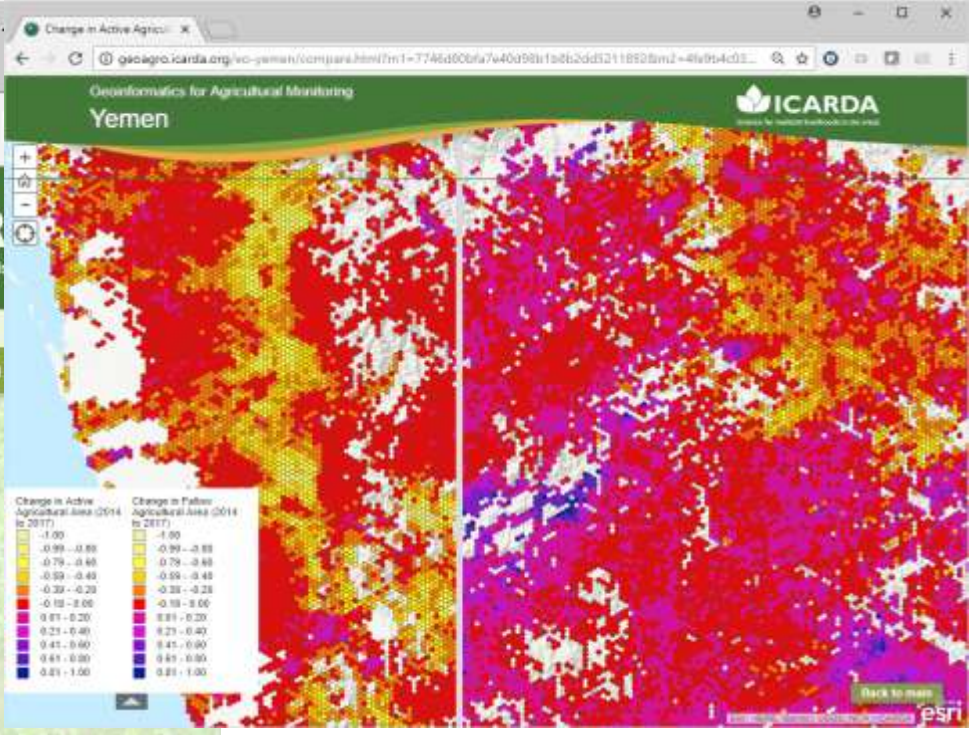 Change in Active Agricul
geoagro.icarda.org/
Geoinformatics for Agricultural Monitoring
Yemen
ICARDA
+
-
Change in Active
Agricultural Area (2014
to 2017)
-1.00
-0.99 - -0.80
-0.79 - -0.60
-0.59 - -0.40
-0.39 - -0.20
-0.19 - 0.00
0.01 - 0.20
0.21 - 0.40
0.41 - 0.60
0.61 - 0.80
0.81 - 1.00
Change in Fallow
Agricultural Area (2014
to 2017)
-1.00
-0.99 - -0.80
-0.79 - -0.60
-0.59 - -0.40
-0.39 - -0.20
-0.19 - 0.00
0.01 - 0.20
0.21 - 0.40
0.41 - 0.60
0.61 - 0.80
0.81 - 1.00
Back to main
esri